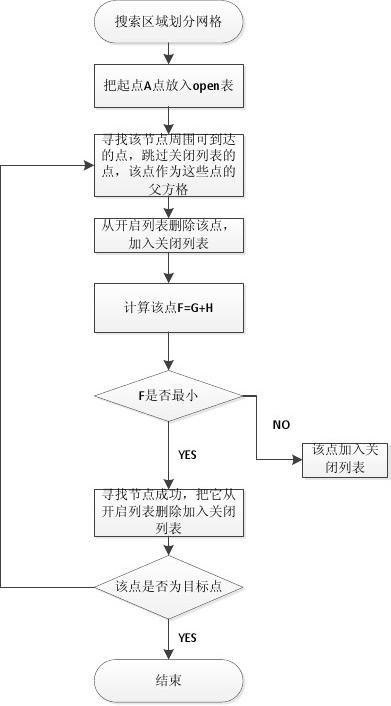 搜索区域划分网格
把起点A点放入open表
寻找该节点周围可到达
的点，跳过关闭列表的
点，该点作为这些点的
父方格
从开启列表删除该点，
加入关闭列表
计算该点F=G+H
F是否最小
NO
该点加入关
闭列表
YES
寻找节点成功，把它从
开启列表删除加入关闭
列表
该点是否为目标点
YES
结束